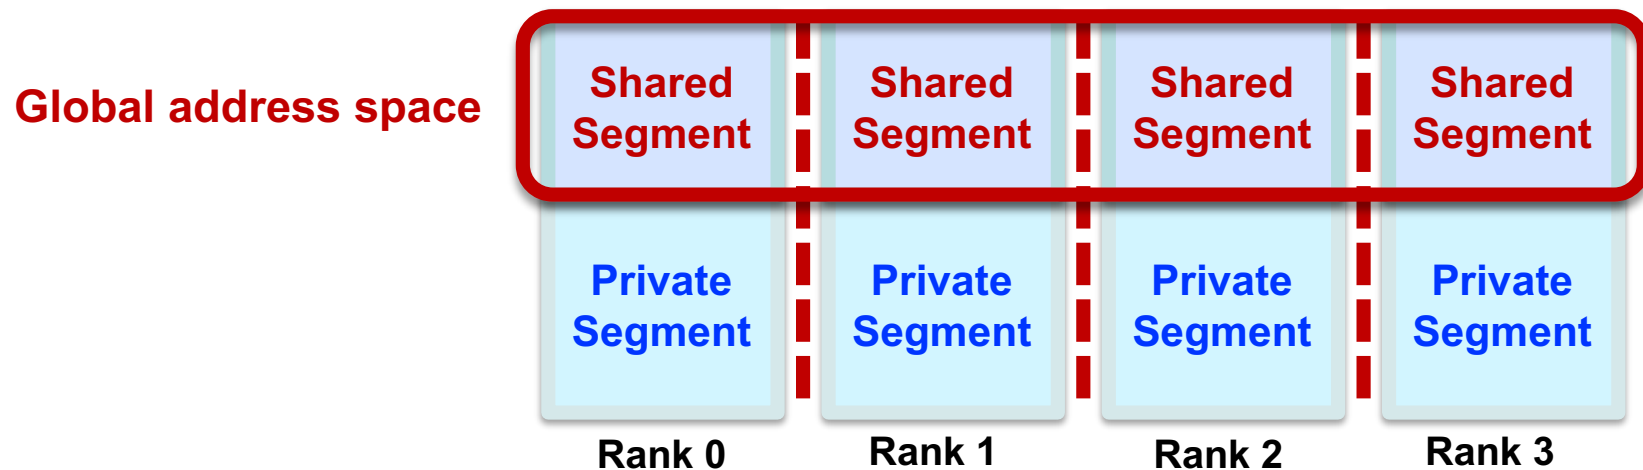 Global address space
Shared
Segment
Shared
Segment
Shared
Segment
Shared
Segment
Private
Segment
Private
Segment
Private
Segment
Private
Segment
Rank 0
Rank 1
Rank 2
Rank 3